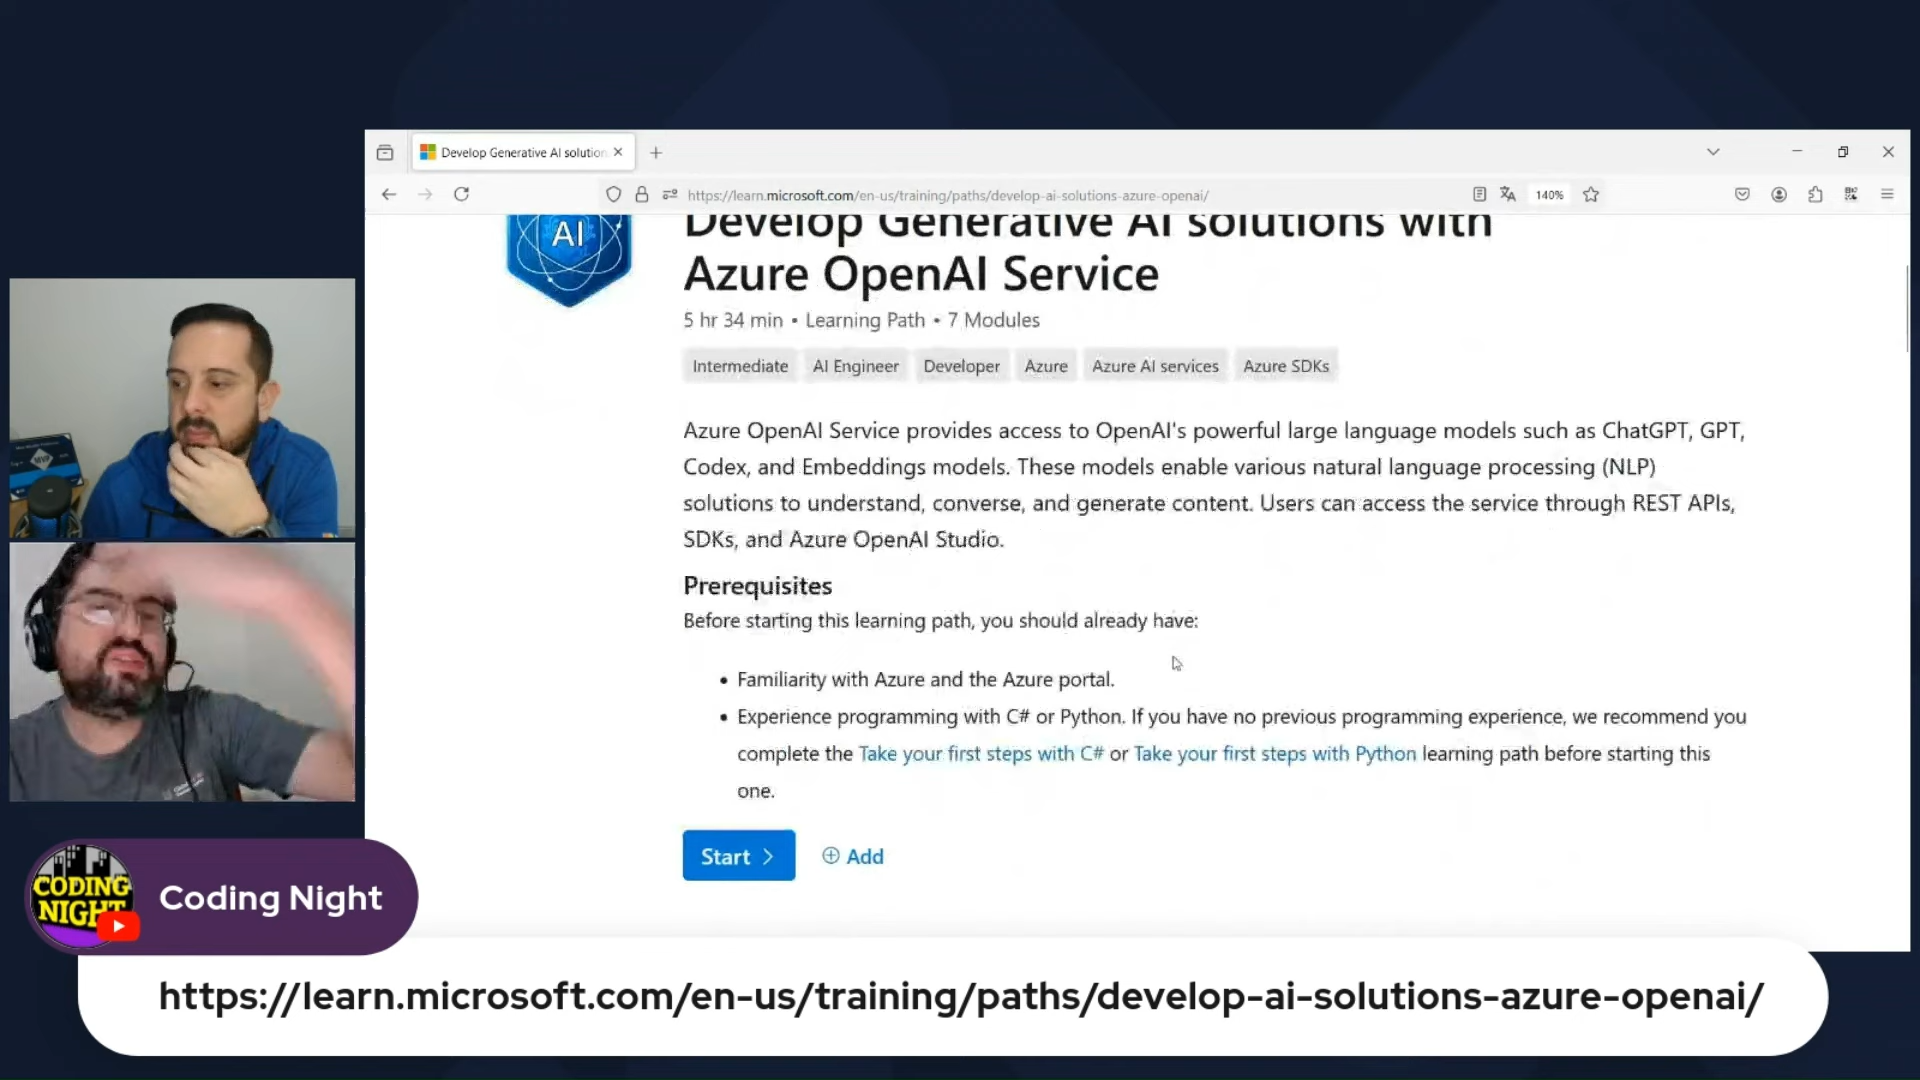 Develop Generative AI solution
https://learn.microsoft.com/en-us/training/paths/develop-ai-solutions-azure-openai/
140%
AI
Develop Generative AI solutions with
Azure OpenAI Service
5 hr 34 min • Learning Path • 7 Modules
Intermediate
AI Engineer
Developer
Azure
Azure AI services
Azure SDKs
Azure OpenAI Service provides access to OpenAI's powerful large language models such as ChatGPT, GPT,
Codex, and Embeddings models. These models enable various natural language processing (NLP)
solutions to understand, converse, and generate content. Users can access the service through REST APIs,
SDKs, and Azure OpenAI Studio.
Prerequisites
Before starting this learning path, you should already have:
• Familiarity with Azure and the Azure portal.
• Experience programming with C# or Python. If you have no previous programming experience, we recommend you
complete the Take your first steps with C# or Take your first steps with Python learning path before starting this
one.
Start
Add
CODING
NIGHT
Coding Night
https://learn.microsoft.com/en-us/training/paths/develop-ai-solutions-azure-openai/